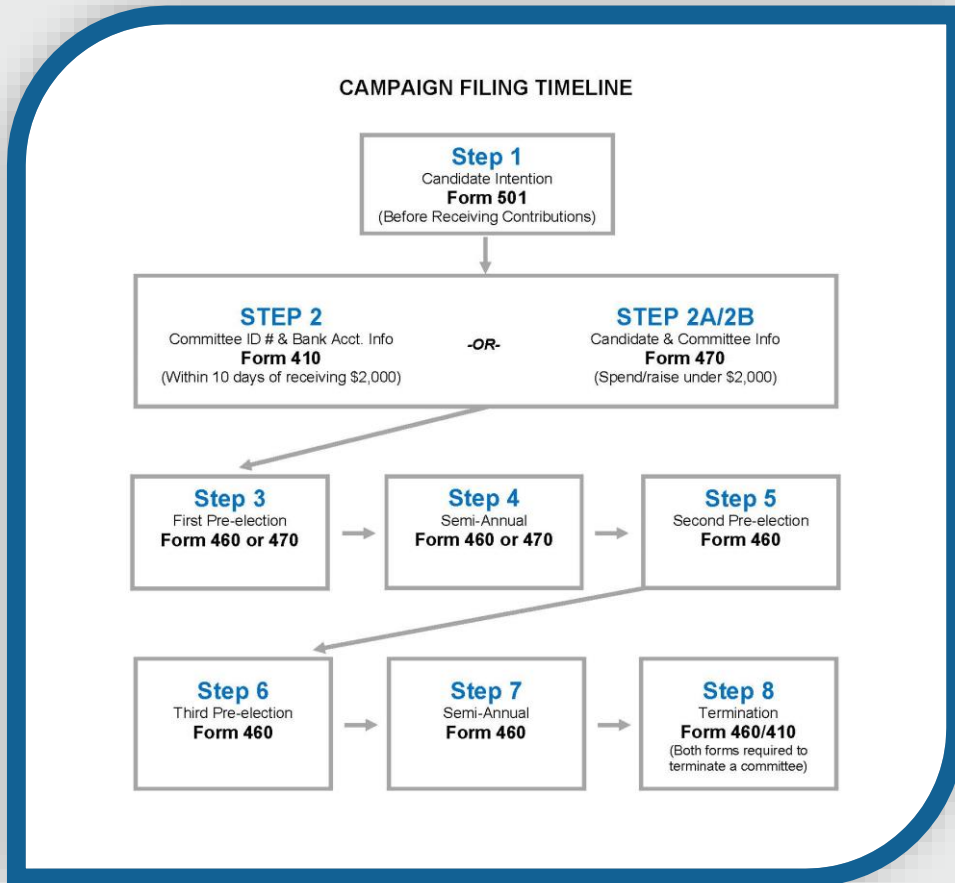 CAMPAIGN FILING TIMELINE
Step 1
Candidate Intention
Form 501
(Before Receiving Contributions)
STEP 2
Committee ID # & Bank Acct. Info
Form 410
(Within 10 days of receiving $2,000)
-OR-
STEP 2A/2B
Candidate & Committee Info
Form 470
(Spend/raise under $2,000)
Step 3
First Pre-election
Form 460 or 470
Step 4
Semi-Annual
Form 460 or 470
Step 5
Second Pre-election
Form 460
Step 6
Third Pre-election
Form 460
Step 7
Semi-Annual
Form 460
Step 8
Termination
Form 460/410
(Both forms required to
terminate a committee)